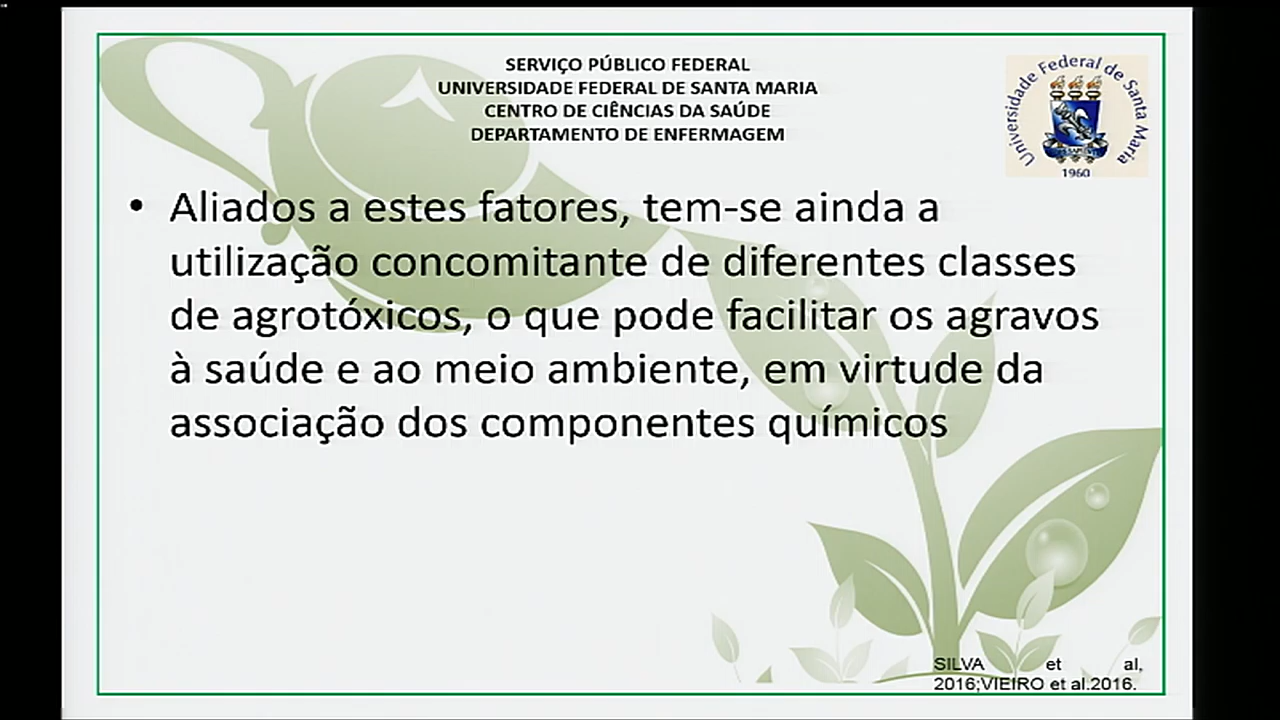 SERVIÇO PÚBLICO FEDERAL
UNIVERSIDADE FEDERAL DE SANTA MARIA
CENTRO DE CIÊNCIAS DA SAÚDE
DEPARTAMENTO DE ENFERMAGEM
Universidade Federal de Santa Maria
1960
• Aliados a estes fatores, tem-se ainda a
utilização concomitante de diferentes classes
de agrotóxicos, o que pode facilitar os agravos
à saúde e ao meio ambiente, em virtude da
associação dos componentes químicos
SILVA et al,
2016;VIEIRO et al.2016.